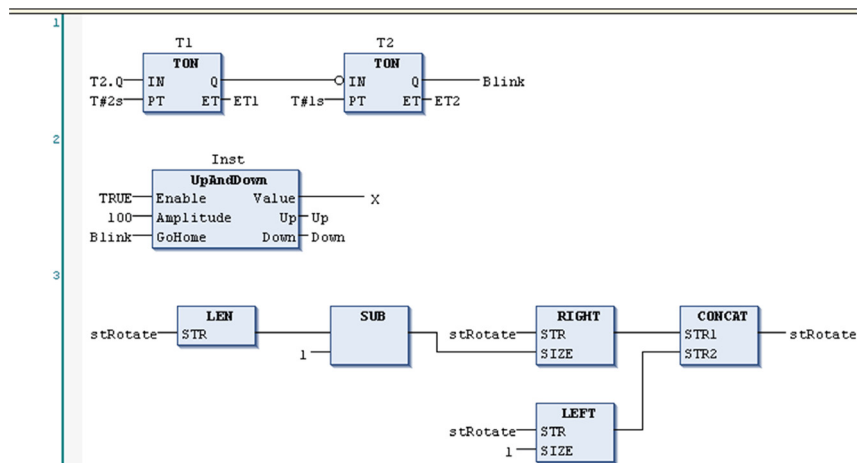 1
T1 T2
TON TON
T2.Q IN Q IN Q Blink
T#2s PT ET ET1 T#1s PT ET ET2
2
Inst
UpAndDown
TRUE Enable Value X
100 Amplitude Up Up
Blink GoHome Down Down
3
LEN SUB RIGHT CONCAT
stRotate STR stRotate STR STR1 stRotate
1 SIZE STR2
LEFT
stRotate STR
1 SIZE